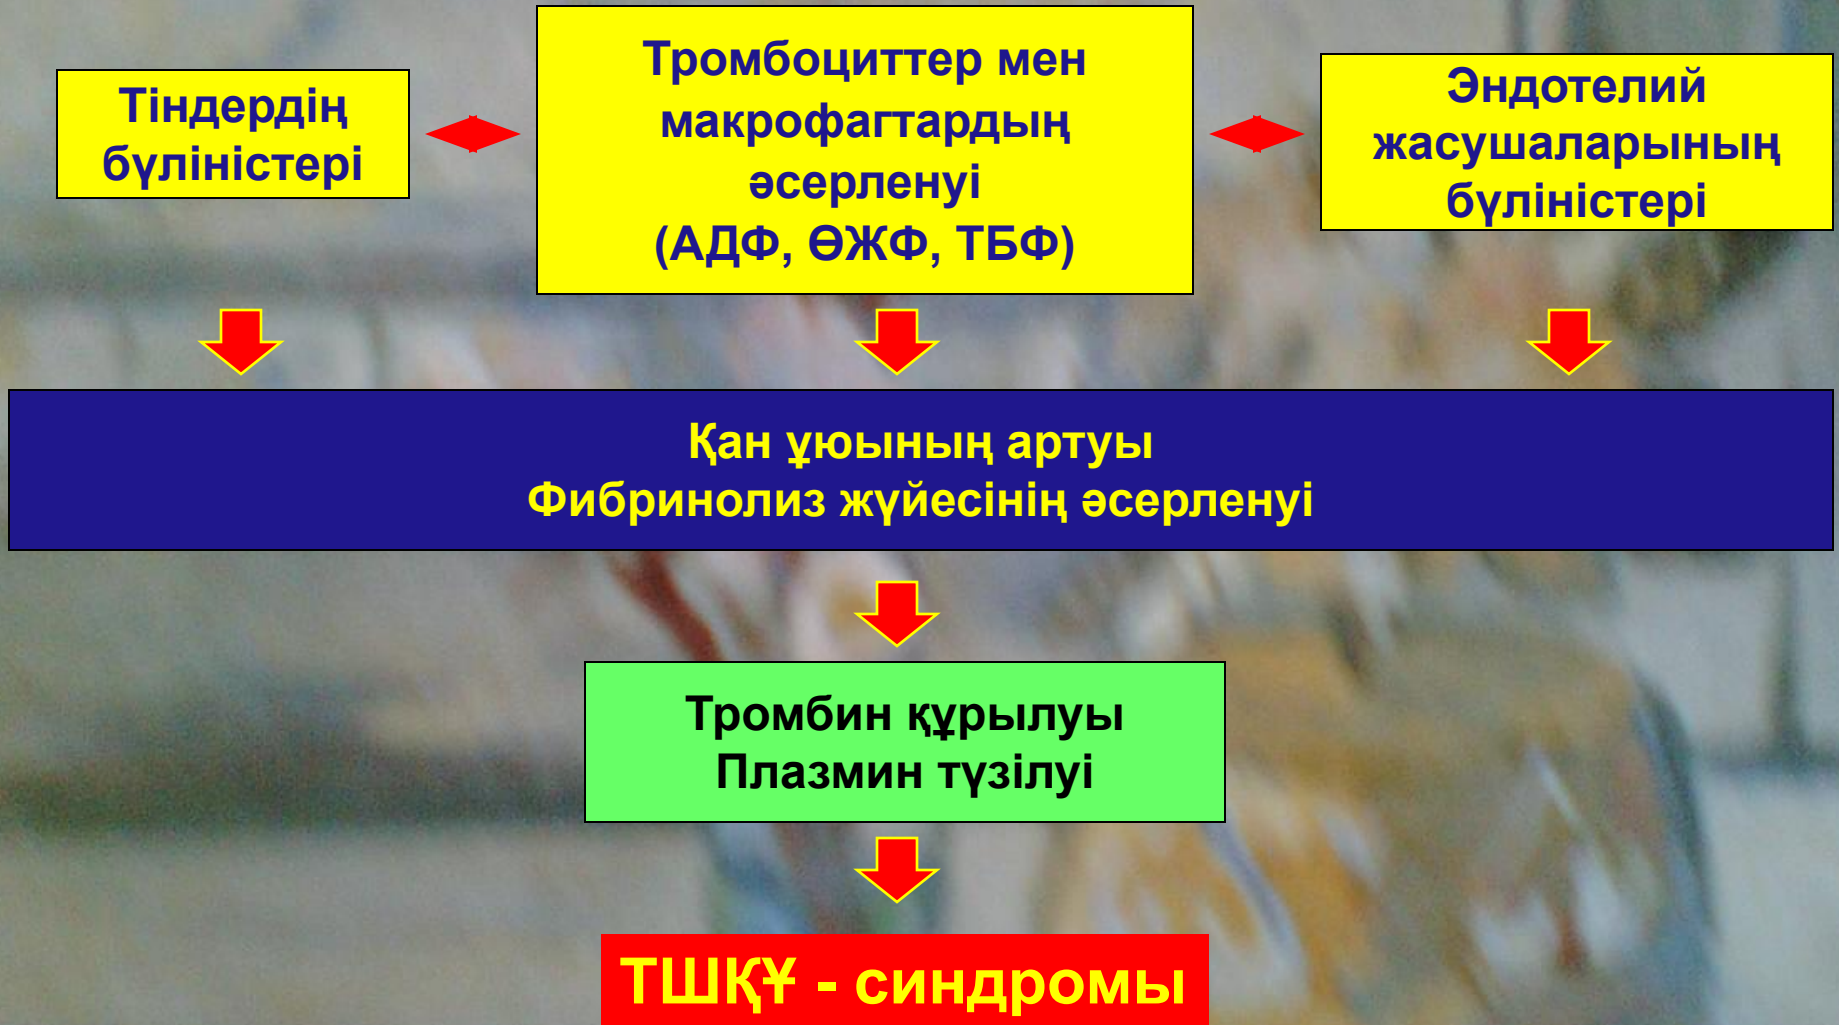 Тіндердің
бүліністері
Тромбоциттер мен
макрофагтардың
әсерленуі
(АДФ, ӨЖФ, ТБФ)
Эндотелий
жасушаларының
бүліністері
Қан ұюының артуы
Фибринолиз жүйесінің әсерленуі
Тромбин құрылуы
Плазмин түзілуі
ТШҚҰ - синдромы